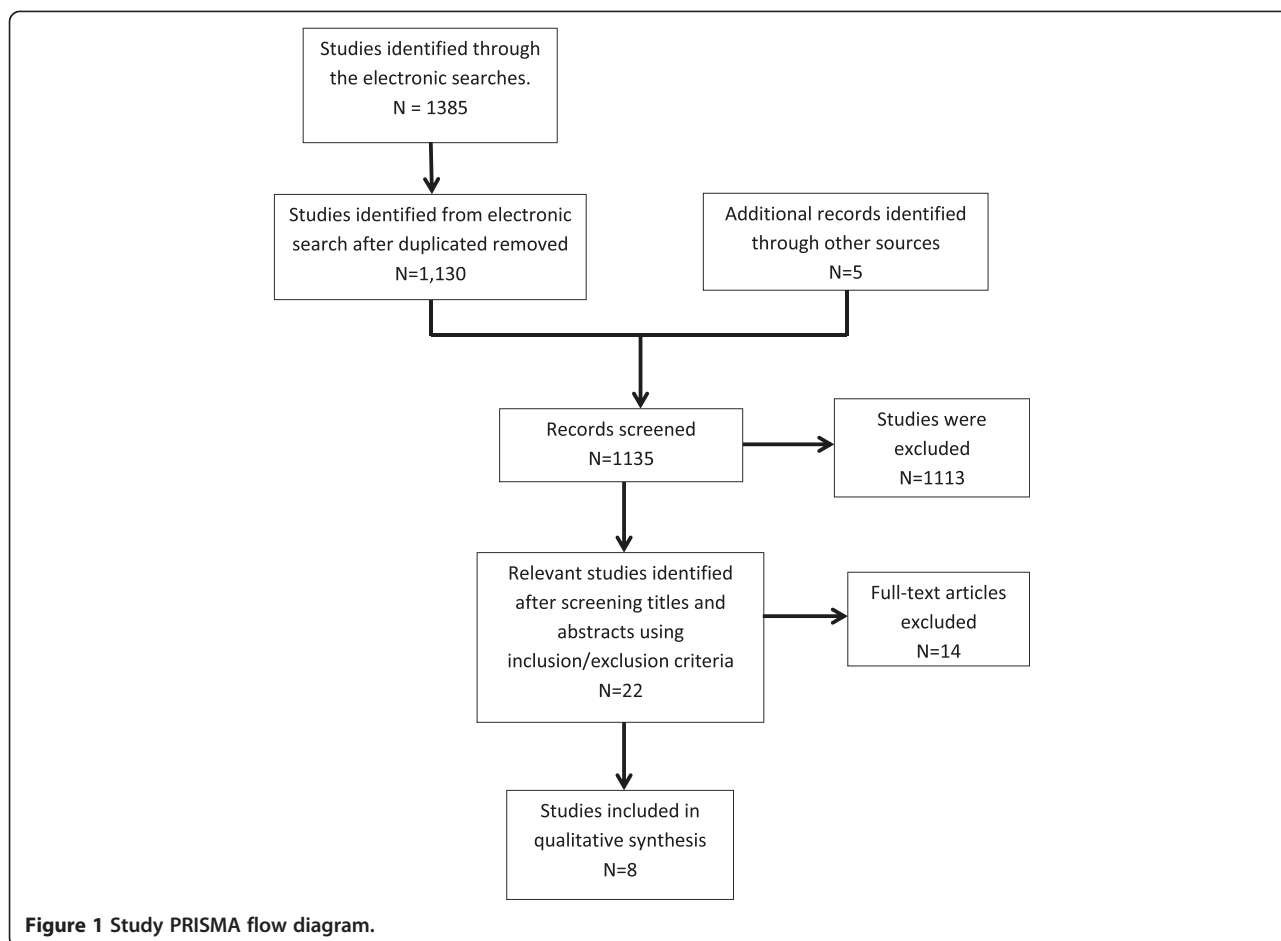 Studies identified through
the electronic searches.
N = 1385
Studies identified from electronic
search after duplicated removed
N=1,130
Additional records identified
through other sources
N=5
Records screened
N=1135
Studies were
excluded
N=1113
Relevant studies identified
after screening titles and
abstracts using
inclusion/exclusion criteria
N=22
Full-text articles
excluded
N=14
Studies included in
qualitative synthesis
N=8
Figure 1 Study PRISMA flow diagram.